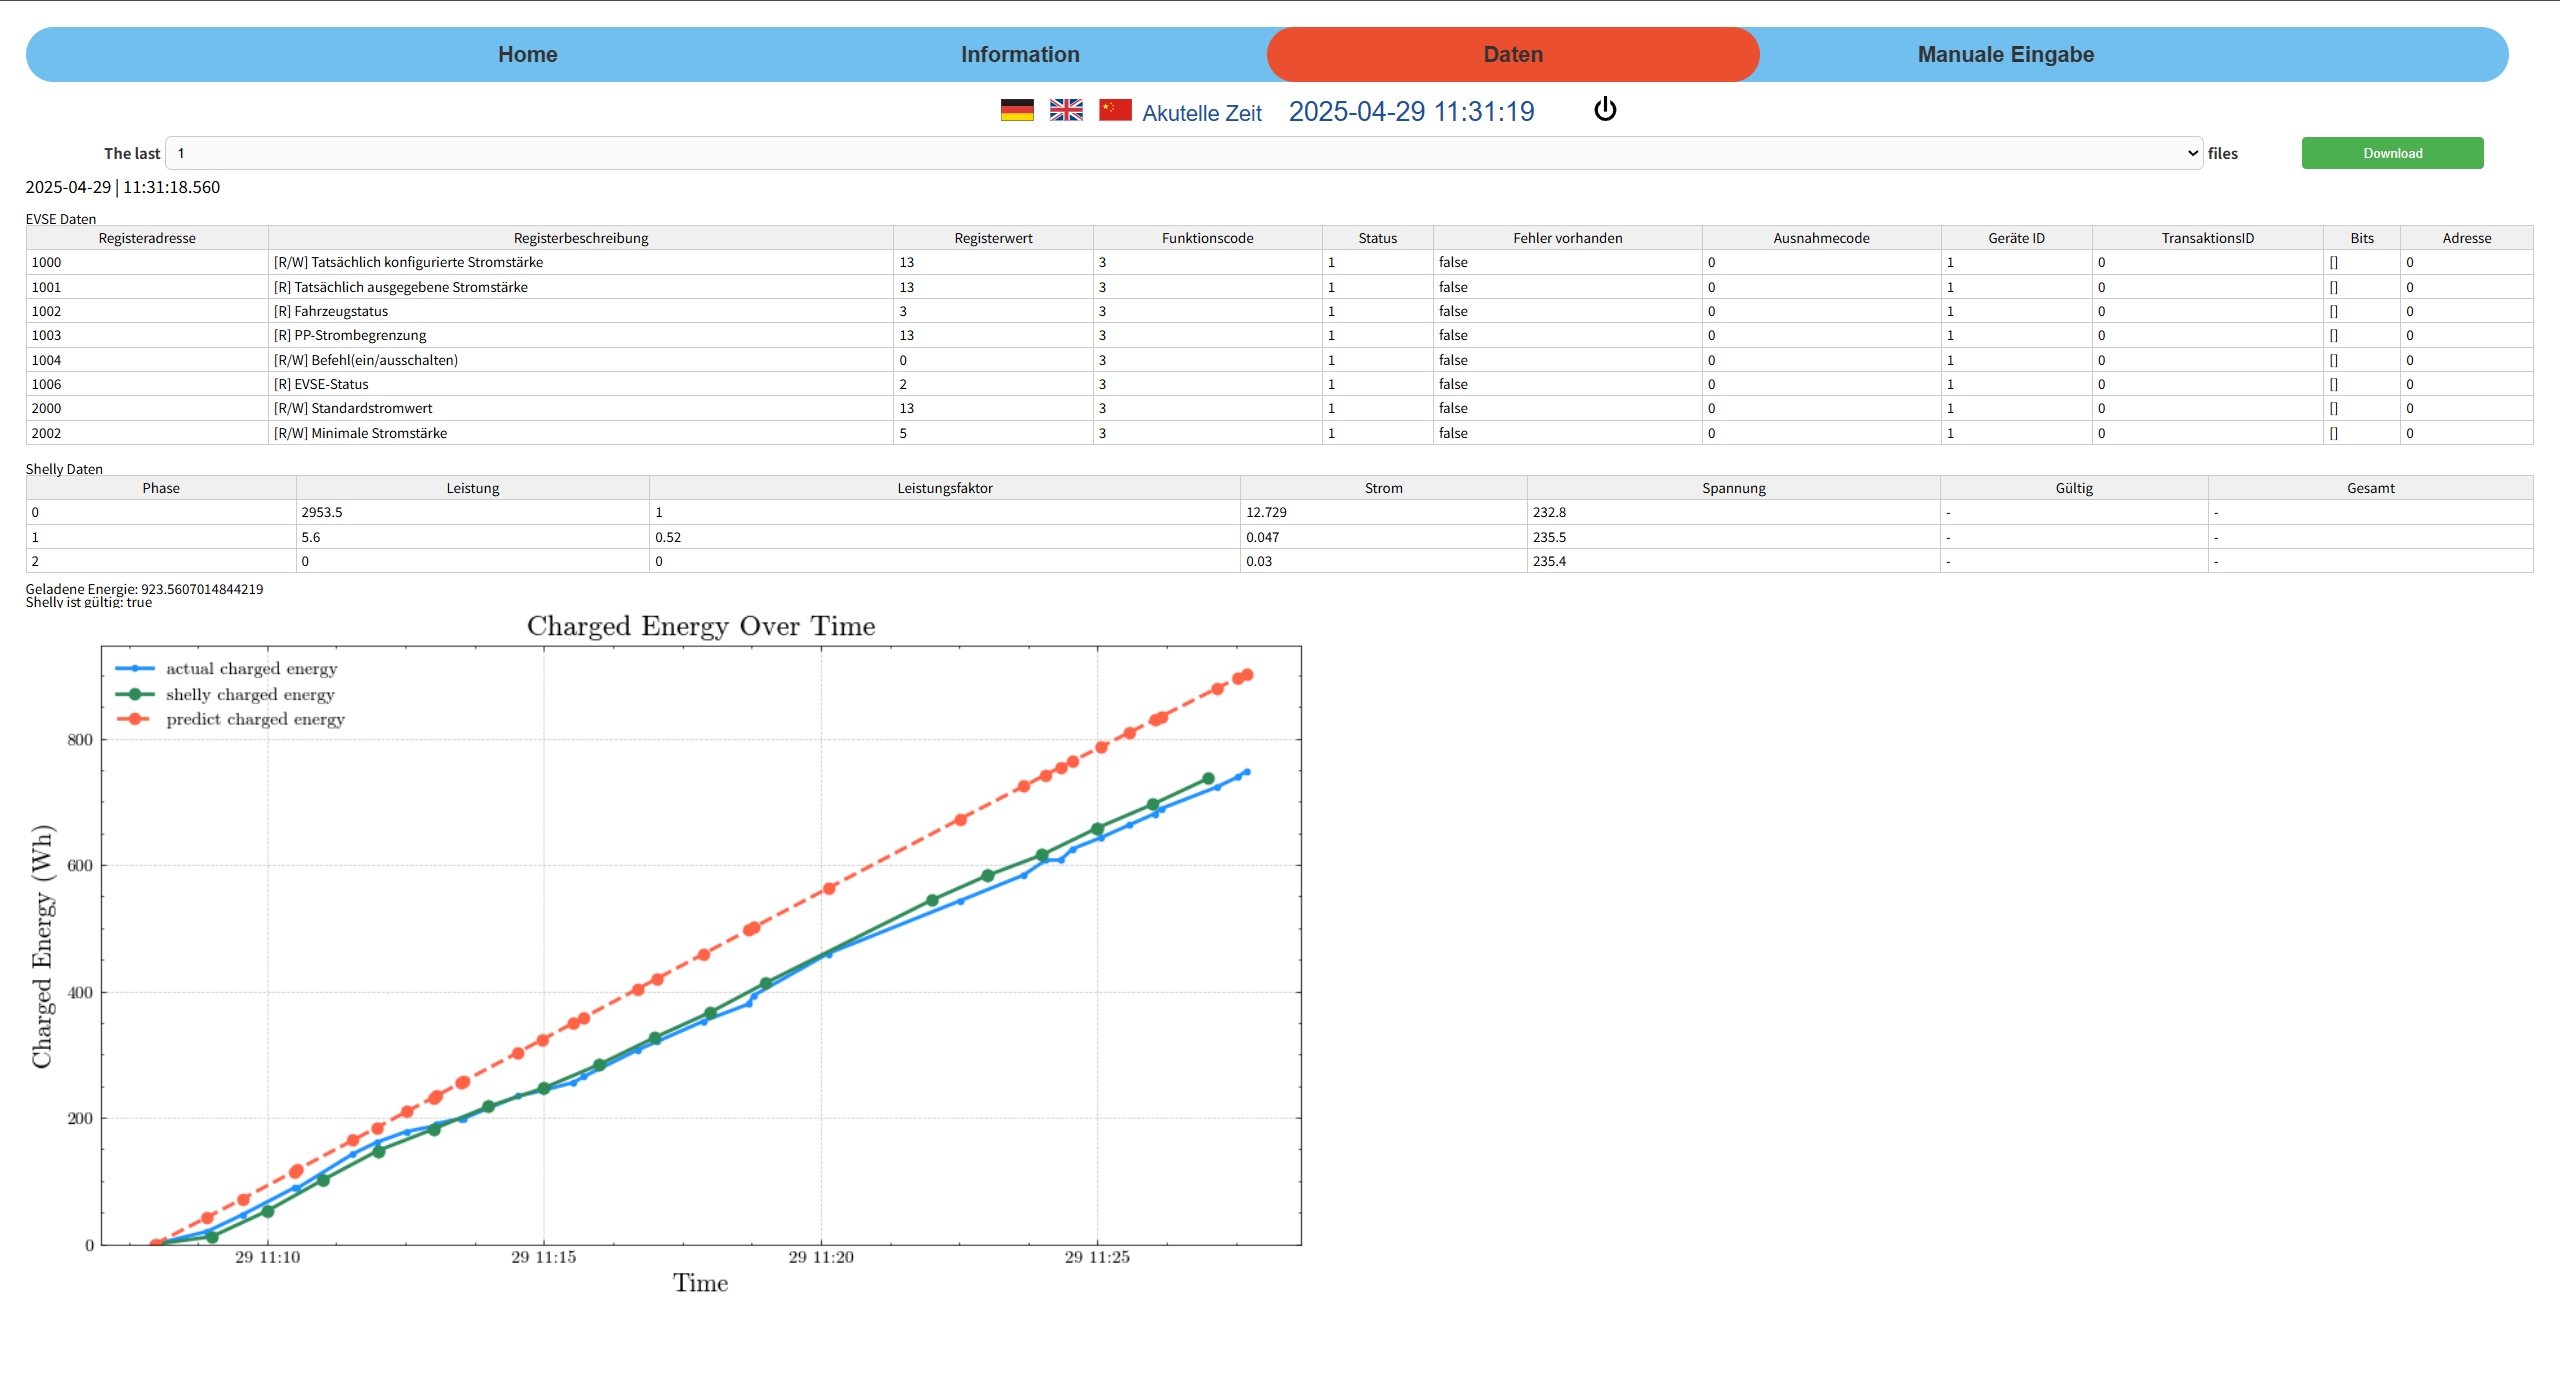 Home Information Daten Manuale Eingabe
Akutelle Zeit 2025-04-29 11:31:19
The last 1 files Download
2025-04-29 | 11:31:18.560
EVSE Daten
Registeradresse Registerbeschreibung Registerwert Funktionscode Status Fehler vorhanden Ausnahmecode Geräte ID TransaktionsID Bits Adresse
1000 [R/W] Tatsächlich konfigurierte Stromstärke 13 3 1 false 0 1 0 [] 0
1001 [R] Tatsächlich ausgegebene Stromstärke 13 3 1 false 0 1 0 [] 0
1002 [R] Fahrzeugstatus 3 3 1 false 0 1 0 [] 0
1003 [R] PP-Strombegrenzung 13 3 1 false 0 1 0 [] 0
1004 [R/W] Befehl(ein/ausschalten) 0 3 1 false 0 1 0 [] 0
1006 [R] EVSE-Status 2 3 1 false 0 1 0 [] 0
2000 [R/W] Standardstromwert 13 3 1 false 0 1 0 [] 0
2002 [R/W] Minimale Stromstärke 5 3 1 false 0 1 0 [] 0
Shelly Daten
Phase Leistung Leistungsfaktor Strom Spannung Gültig Gesamt
0 2953.5 1 12.729 232.8 - -
1 5.6 0.52 0.047 235.5 - -
2 0 0 0.03 235.4 - -
Geladene Energie: 923.5607014844219
Shelly ist gültig: true
Charged Energy Over Time
actual charged energy
shelly charged energy
predict charged energy
Charged Energy (Wh)
800
600
400
200
0
29 11:10 29 11:15 29 11:20 29 11:25
Time